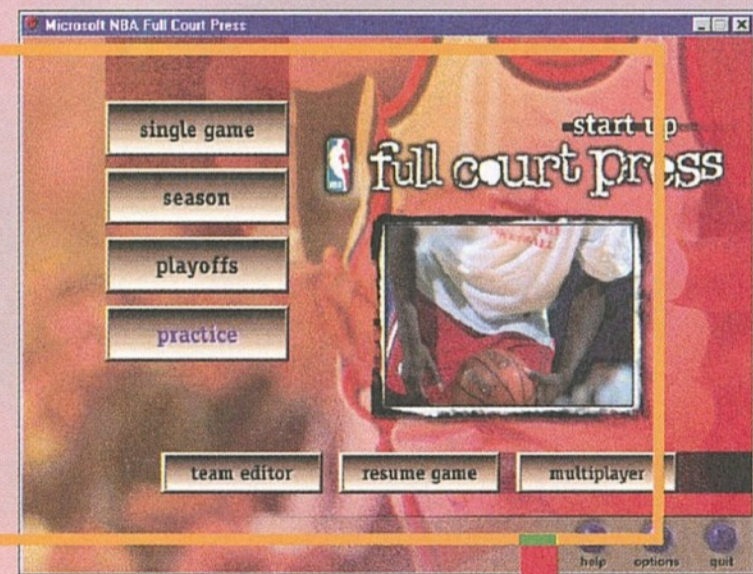 Microsoft NBA Full Court Press
single game
season
playoffs
practice
start up
full court press
team editor
resume game
multiplayer
help
options
quit